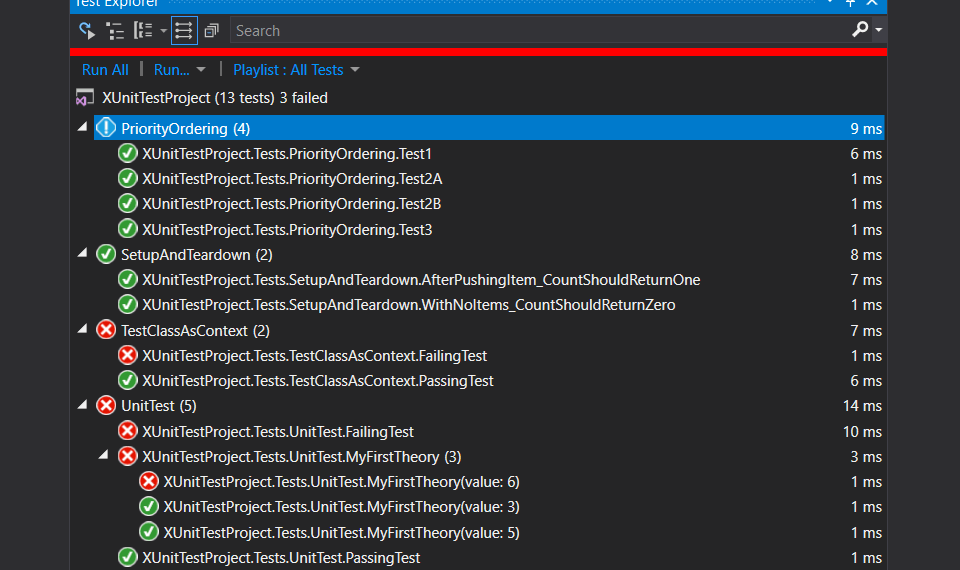 Test Explorer
Search
Run All | Run... | Playlist : All Tests
XUnitTestProject (13 tests) 3 failed
PriorityOrdering (4) 9 ms
XUnitTestProject.Tests.PriorityOrdering.Test1 6 ms
XUnitTestProject.Tests.PriorityOrdering.Test2A 1 ms
XUnitTestProject.Tests.PriorityOrdering.Test2B 1 ms
XUnitTestProject.Tests.PriorityOrdering.Test3 1 ms
SetupAndTeardown (2) 8 ms
XUnitTestProject.Tests.SetupAndTeardown.AfterPushingItem_CountShouldReturnOne 7 ms
XUnitTestProject.Tests.SetupAndTeardown.WithNoItems_CountShouldReturnZero 1 ms
TestClassAsContext (2) 7 ms
XUnitTestProject.Tests.TestClassAsContext.FailingTest 1 ms
XUnitTestProject.Tests.TestClassAsContext.PassingTest 6 ms
UnitTest (5) 14 ms
XUnitTestProject.Tests.UnitTest.FailingTest 10 ms
XUnitTestProject.Tests.UnitTest.MyFirstTheory (3) 3 ms
XUnitTestProject.Tests.UnitTest.MyFirstTheory(value: 6) 1 ms
XUnitTestProject.Tests.UnitTest.MyFirstTheory(value: 3) 1 ms
XUnitTestProject.Tests.UnitTest.MyFirstTheory(value: 5) 1 ms
XUnitTestProject.Tests.UnitTest.PassingTest 1 ms